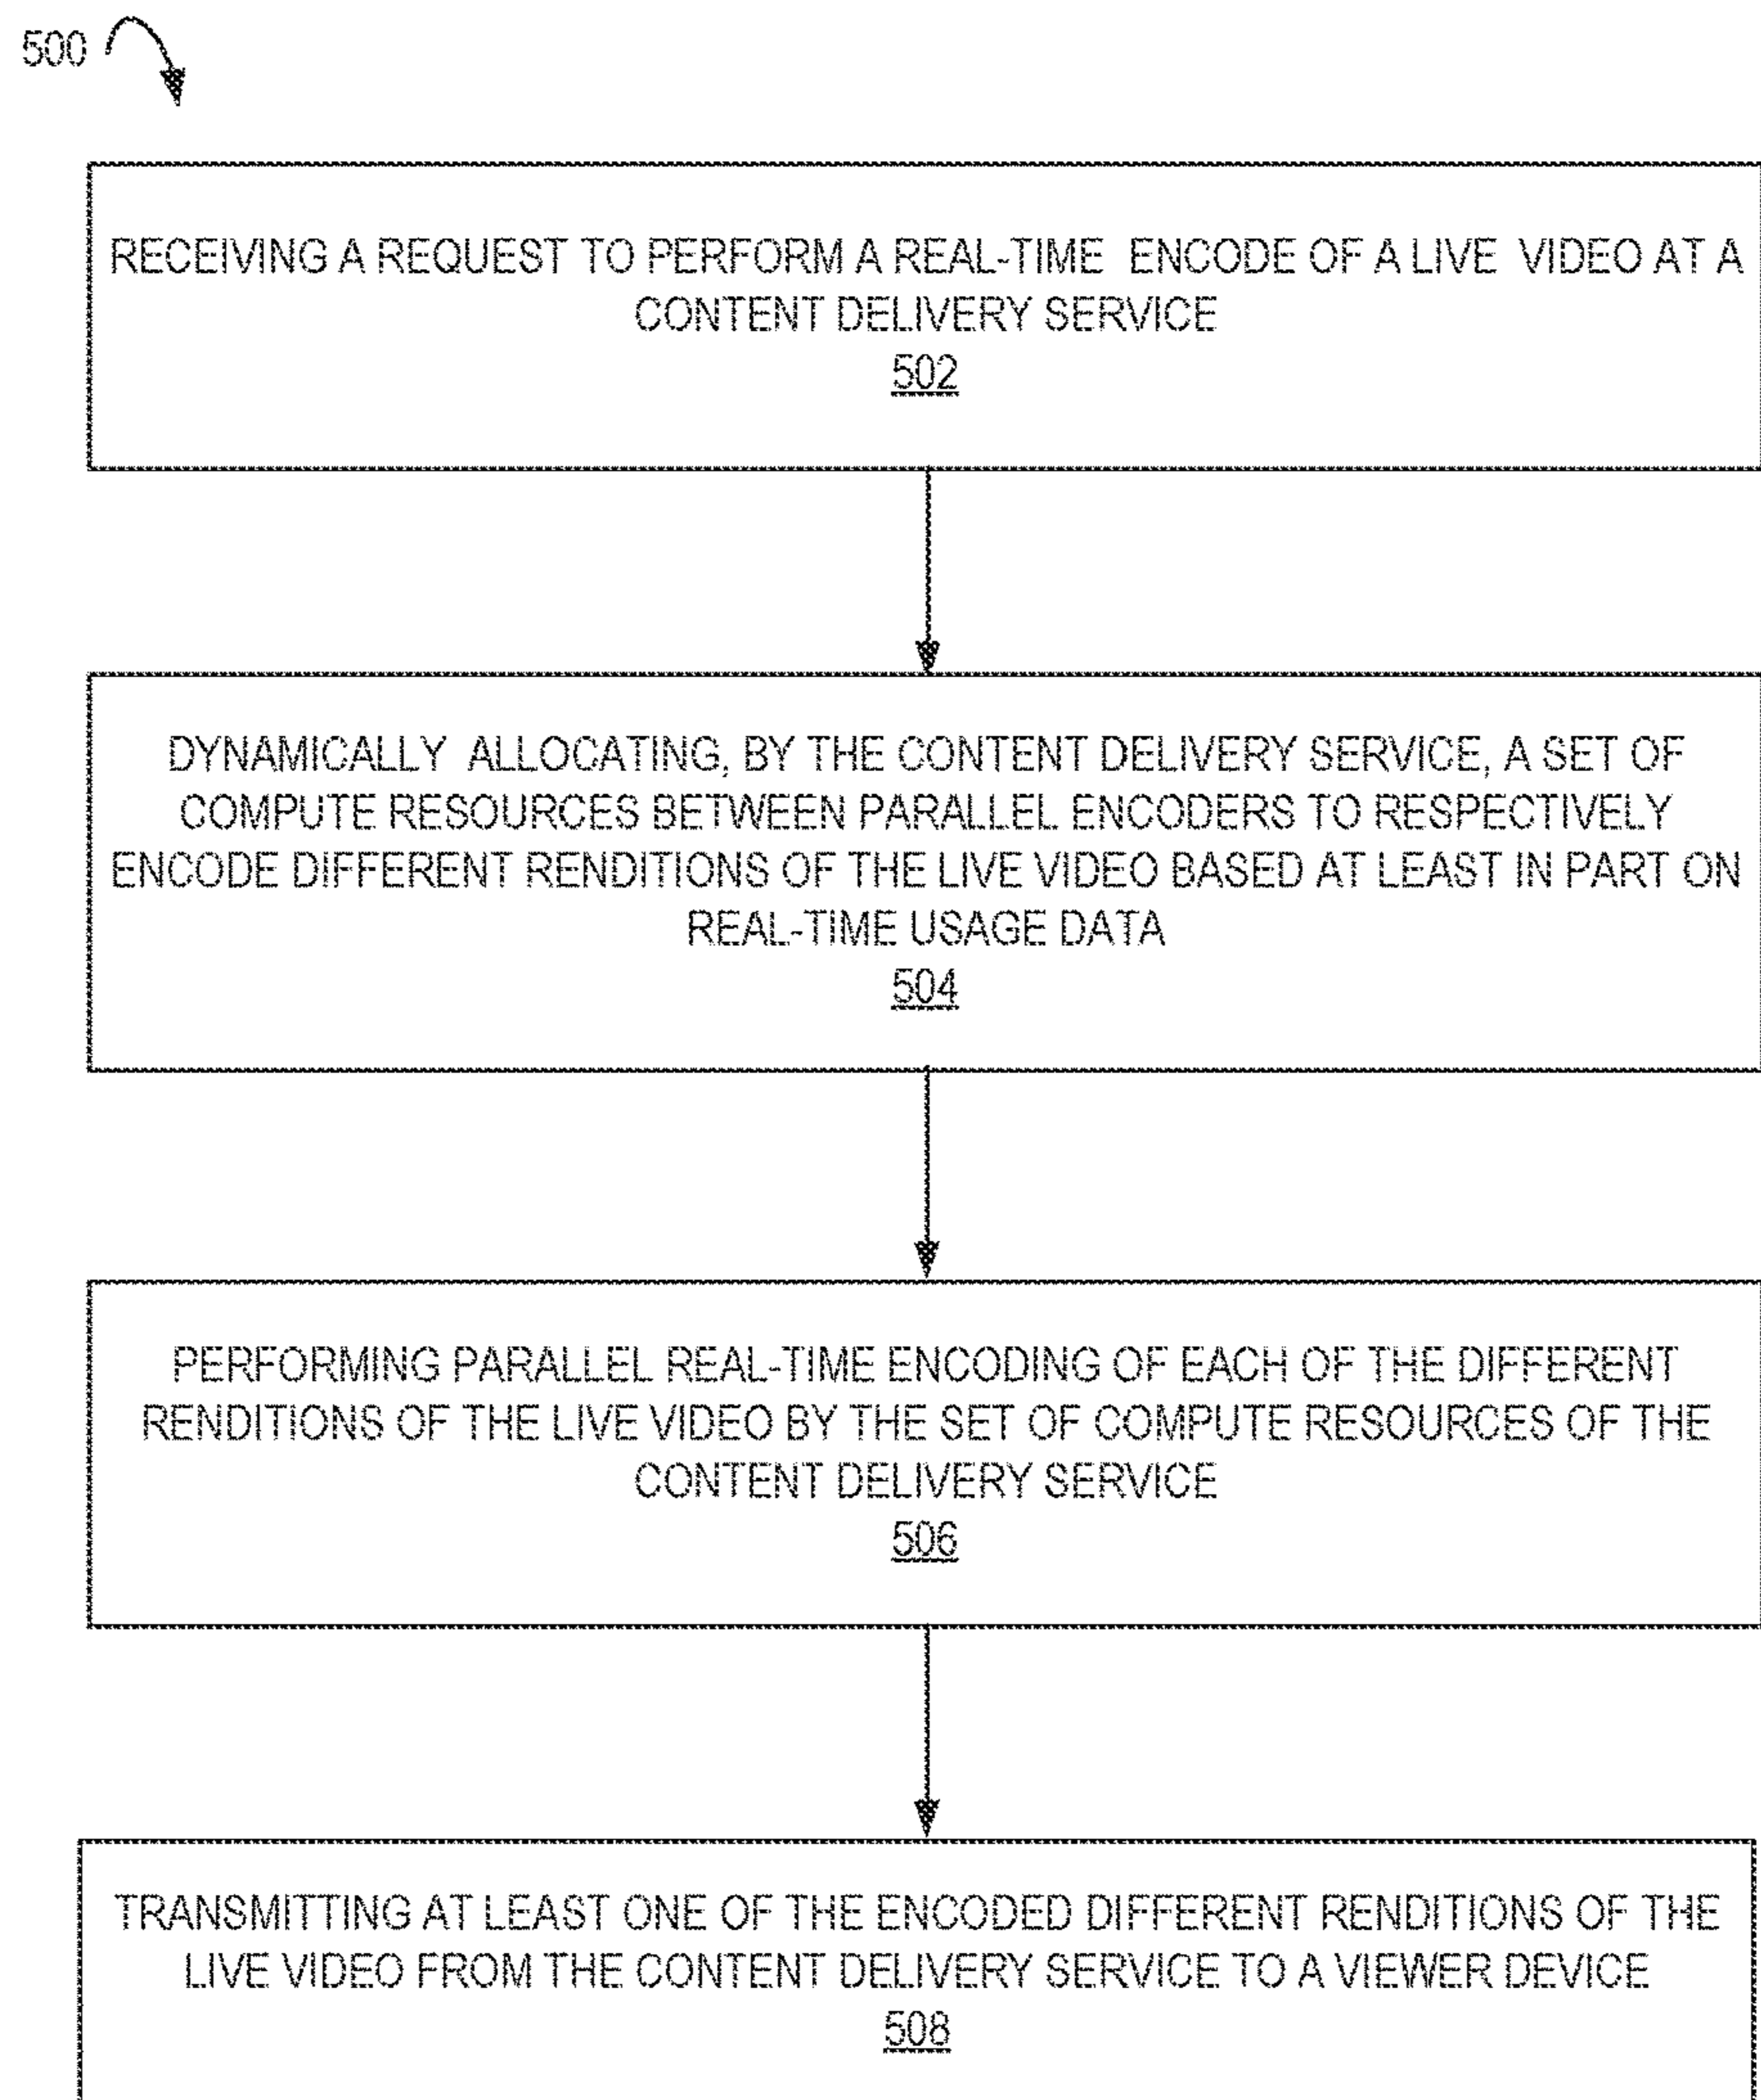 500
RECEIVING A REQUEST TO PERFORM A REAL-TIME ENCODE OF A LIVE VIDEO AT A
CONTENT DELIVERY SERVICE
502
DYNAMICALLY ALLOCATING, BY THE CONTENT DELIVERY SERVICE, A SET OF
COMPUTE RESOURCES BETWEEN PARALLEL ENCODERS TO RESPECTIVELY
ENCODE DIFFERENT RENDITIONS OF THE LIVE VIDEO BASED AT LEAST IN PART ON
REAL-TIME USAGE DATA
504
PERFORMING PARALLEL REAL-TIME ENCODING OF EACH OF THE DIFFERENT
RENDITIONS OF THE LIVE VIDEO BY THE SET OF COMPUTE RESOURCES OF THE
CONTENT DELIVERY SERVICE
506
TRANSMITTING AT LEAST ONE OF THE ENCODED DIFFERENT RENDITIONS OF THE
LIVE VIDEO FROM THE CONTENT DELIVERY SERVICE TO A VIEWER DEVICE
508